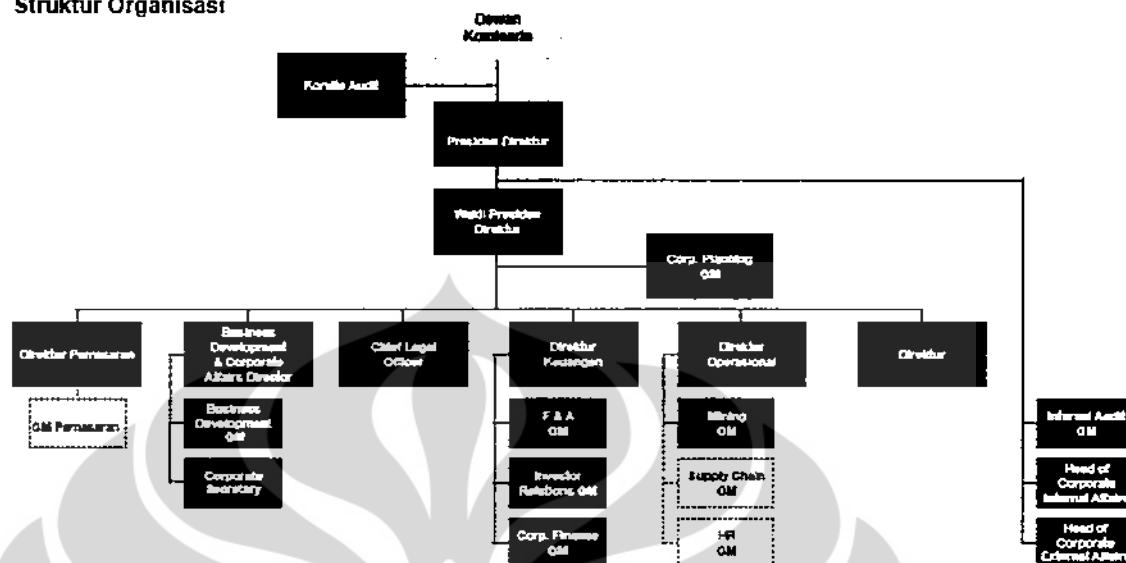 Struktur Organisasi
Dewan
Komisaris
Komite Audit
Presiden Direktur
Wakil Presiden
Direktur
Corp. Planning
GM
Direktur Pemasaran
Business
Development
& Corporate
Affairs Director
Chief Legal
Officer
Direktur
Keuangan
Direktur
Operasional
Direktur
GM Pemasaran
Business
Development
GM
F & A
GM
Mining
GM
Internal Audit
GM
Corporate
Secretary
Investor
Relations GM
Supply Chain
GM
Head of
Corporate
Internal Affairs
Corp. Finance
GM
HR
GM
Head of
Corporate
External Affairs